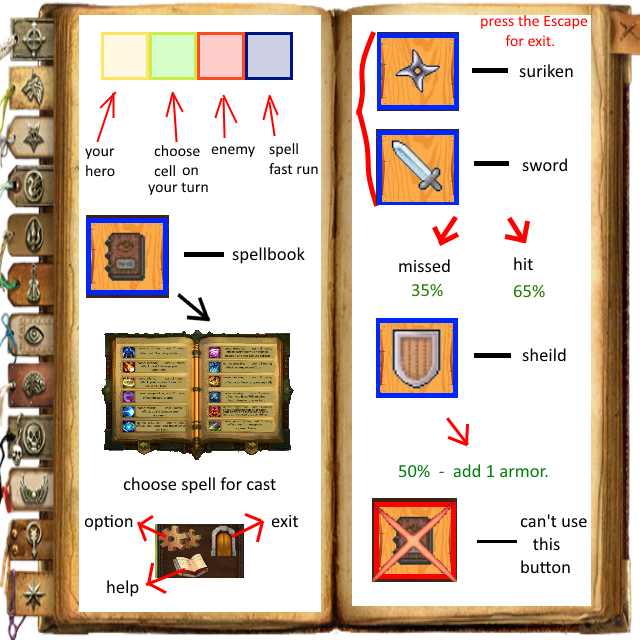 your
hero
choose
cell on
your turn
enemy
spell
fast run
spellbook
choose spell for cast
option
exit
help
press the Escape
for exit.
suriken
sword
missed
35%
hit
65%
sheild
50% - add 1 armor.
can't use
this
button